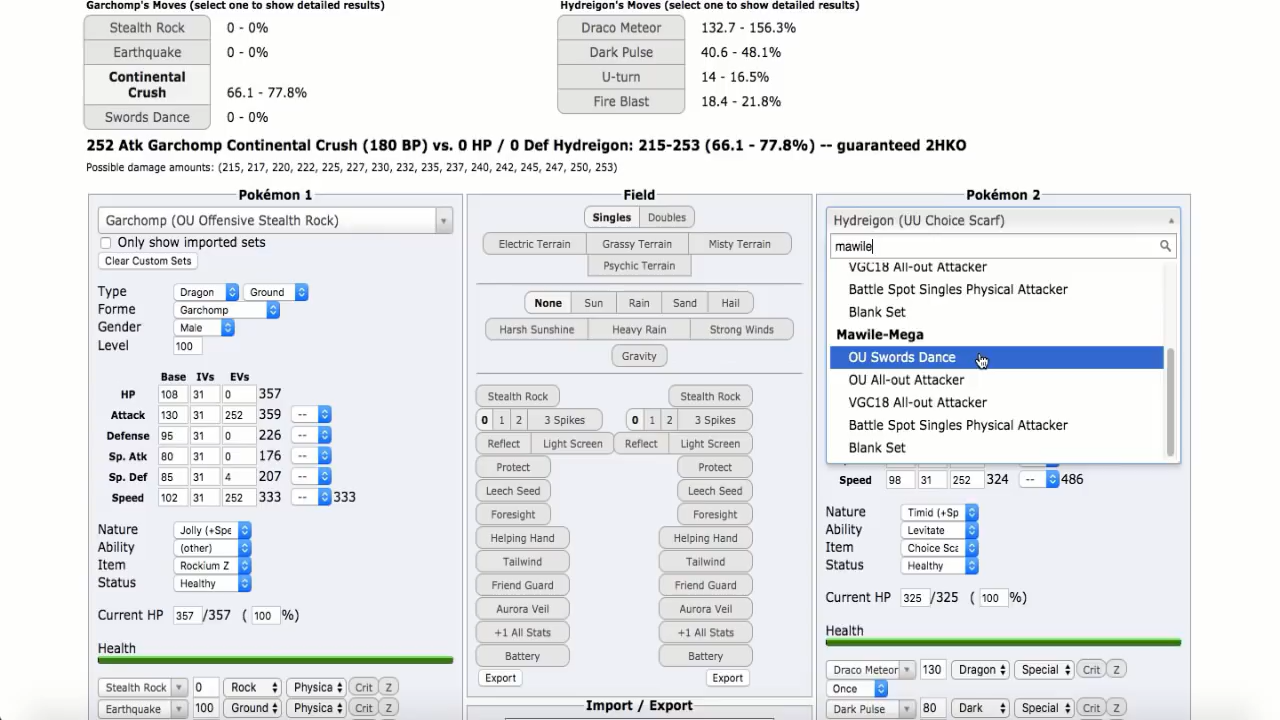 Garchomp's Moves (select one to show detailed results)
Stealth Rock 0 - 0%
Earthquake 0 - 0%
Continental
Crush 66.1 - 77.8%
Swords Dance 0 - 0%
Hydreigon's Moves (select one to show detailed results)
Draco Meteor 132.7 - 156.3%
Dark Pulse 40.6 - 48.1%
U-turn 14 - 16.5%
Fire Blast 18.4 - 21.8%
252 Atk Garchomp Continental Crush (180 BP) vs. 0 HP / 0 Def Hydreigon: 215-253 (66.1 - 77.8%) -- guaranteed 2HKO
Possible damage amounts: (215, 217, 220, 222, 225, 227, 230, 232, 235, 237, 240, 242, 245, 247, 250, 253)
Pokémon 1
Garchomp (OU Offensive Stealth Rock)
Only show imported sets
Clear Custom Sets
Type Dragon Ground
Forme Garchomp
Gender Male
Level 100
Base IVs EVs
HP 108 31 0 357
Attack 130 31 252 359 --
Defense 95 31 0 226 --
Sp. Atk 80 31 0 176 --
Sp. Def 85 31 4 207 --
Speed 102 31 252 333 -- 333
Nature Jolly (+Spe
Ability (other)
Item Rockium Z
Status Healthy
Current HP 357 /357 ( 100 %)
Health
Stealth Rock 0 Rock Physica Crit Z
Earthquake 100 Ground Physica Crit Z
Field
Singles Doubles
Electric Terrain Grassy Terrain Misty Terrain
Psychic Terrain
None Sun Rain Sand Hail
Harsh Sunshine Heavy Rain Strong Winds
Gravity
Stealth Rock Stealth Rock
0 1 2 3 Spikes 0 1 2 3 Spikes
Reflect Light Screen Reflect Light Screen
Protect Protect
Leech Seed Leech Seed
Foresight Foresight
Helping Hand Helping Hand
Tailwind Tailwind
Friend Guard Friend Guard
Aurora Veil Aurora Veil
+1 All Stats +1 All Stats
Battery Battery
Export Export
Import / Export
Pokémon 2
Hydreigon (UU Choice Scarf)
mawile
VGC18 All-out Attacker
Battle Spot Singles Physical Attacker
Blank Set
Mawile-Mega
OU Swords Dance
OU All-out Attacker
VGC18 All-out Attacker
Battle Spot Singles Physical Attacker
Blank Set
Speed 98 31 252 324 -- 486
Nature Timid (+Sp
Ability Levitate
Item Choice Sca
Status Healthy
Current HP 325 /325 ( 100 %)
Health
Draco Meteor 130 Dragon Special Crit Z
Once
Dark Pulse 80 Dark Special Crit Z